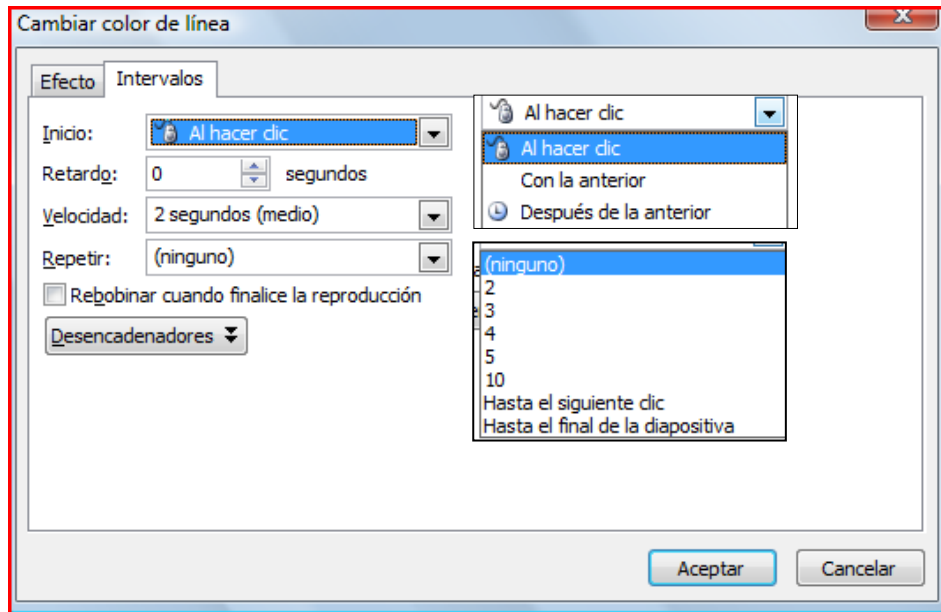 Cambiar color de línea
Efecto Intervalos
Inicio: Al hacer clic
Retardo: 0 segundos
Velocidad: 2 segundos (medio)
Repetir: (ninguno)
Rebobinar cuando finalice la reproducción
Desencadenadores
Al hacer clic
Al hacer clic
Con la anterior
Después de la anterior
(ninguno)
2
3
4
5
10
Hasta el siguiente clic
Hasta el final de la diapositiva
Aceptar Cancelar